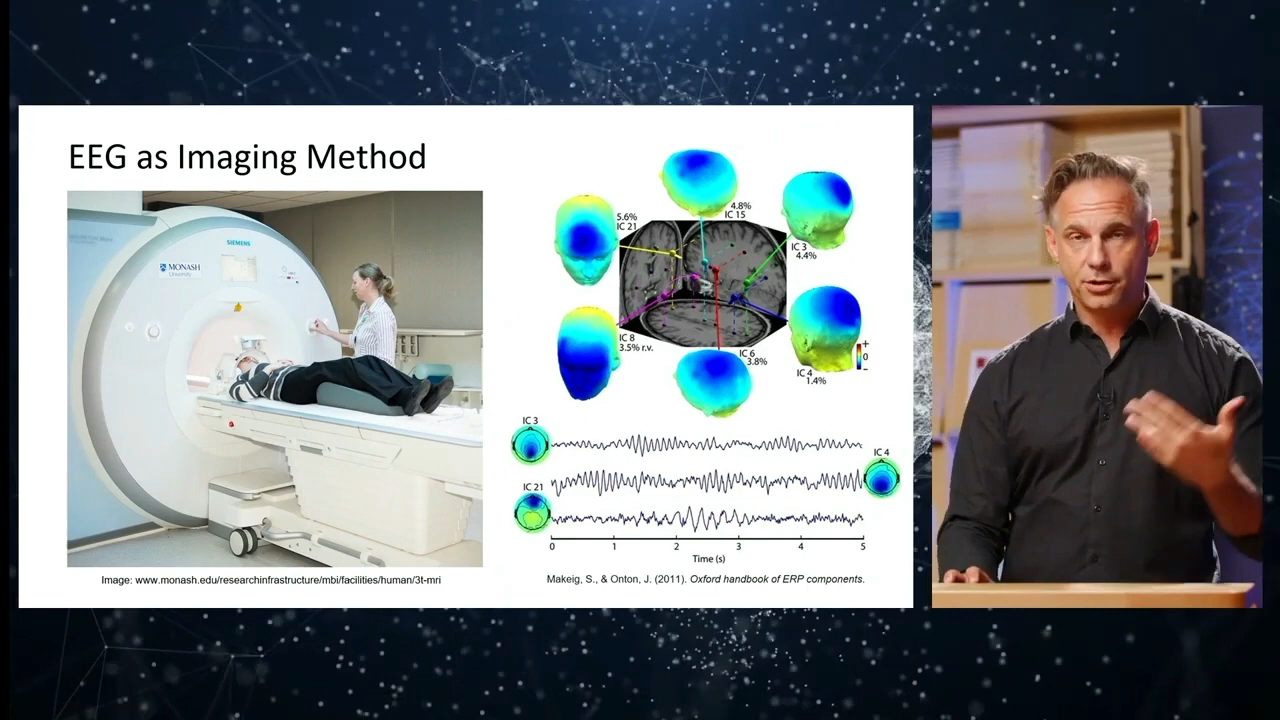 EEG as Imaging Method
SIEMENS
MONASH
University
Image: www.monash.edu/researchinfrastructure/mbi/facilities/human/3t-mri
5.6%
IC 21
4.8%
IC 15
IC 3
4.4%
IC 8
3.5% r.v.
IC 6
3.8%
IC 4
1.4%
+
0
–
IC 3
IC 4
IC 21
0 1 2 3 4 5
Time (s)
Makeig, S., & Onton, J. (2011). Oxford handbook of ERP components.